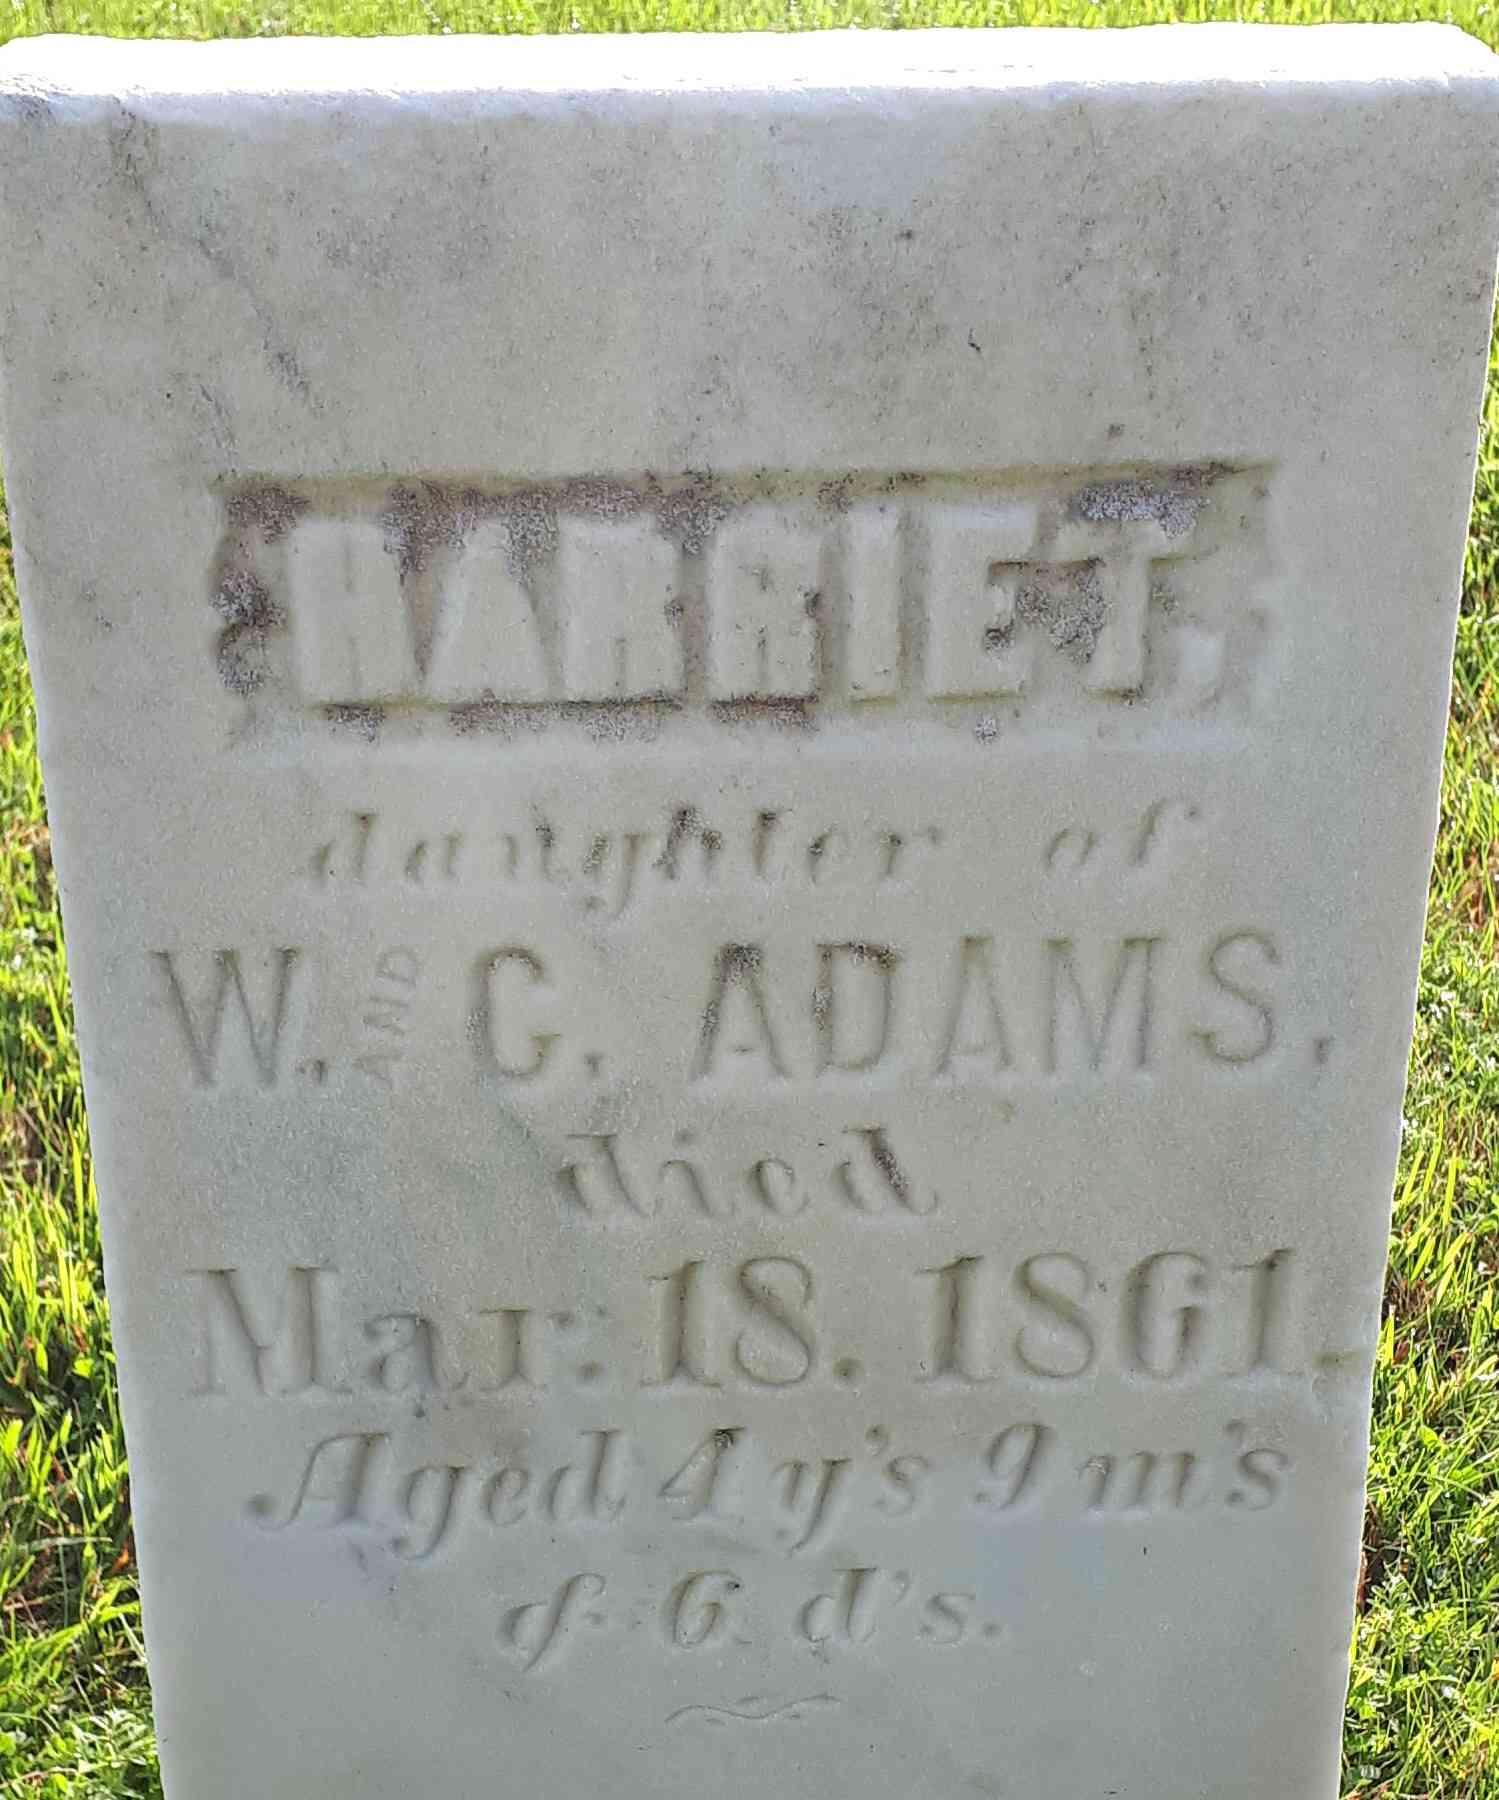 HARRIET,
daughter of
W. AND C. ADAMS,
died
Mar. 18. 1861.
Aged 4 y's 9 m's
& 6 d's.